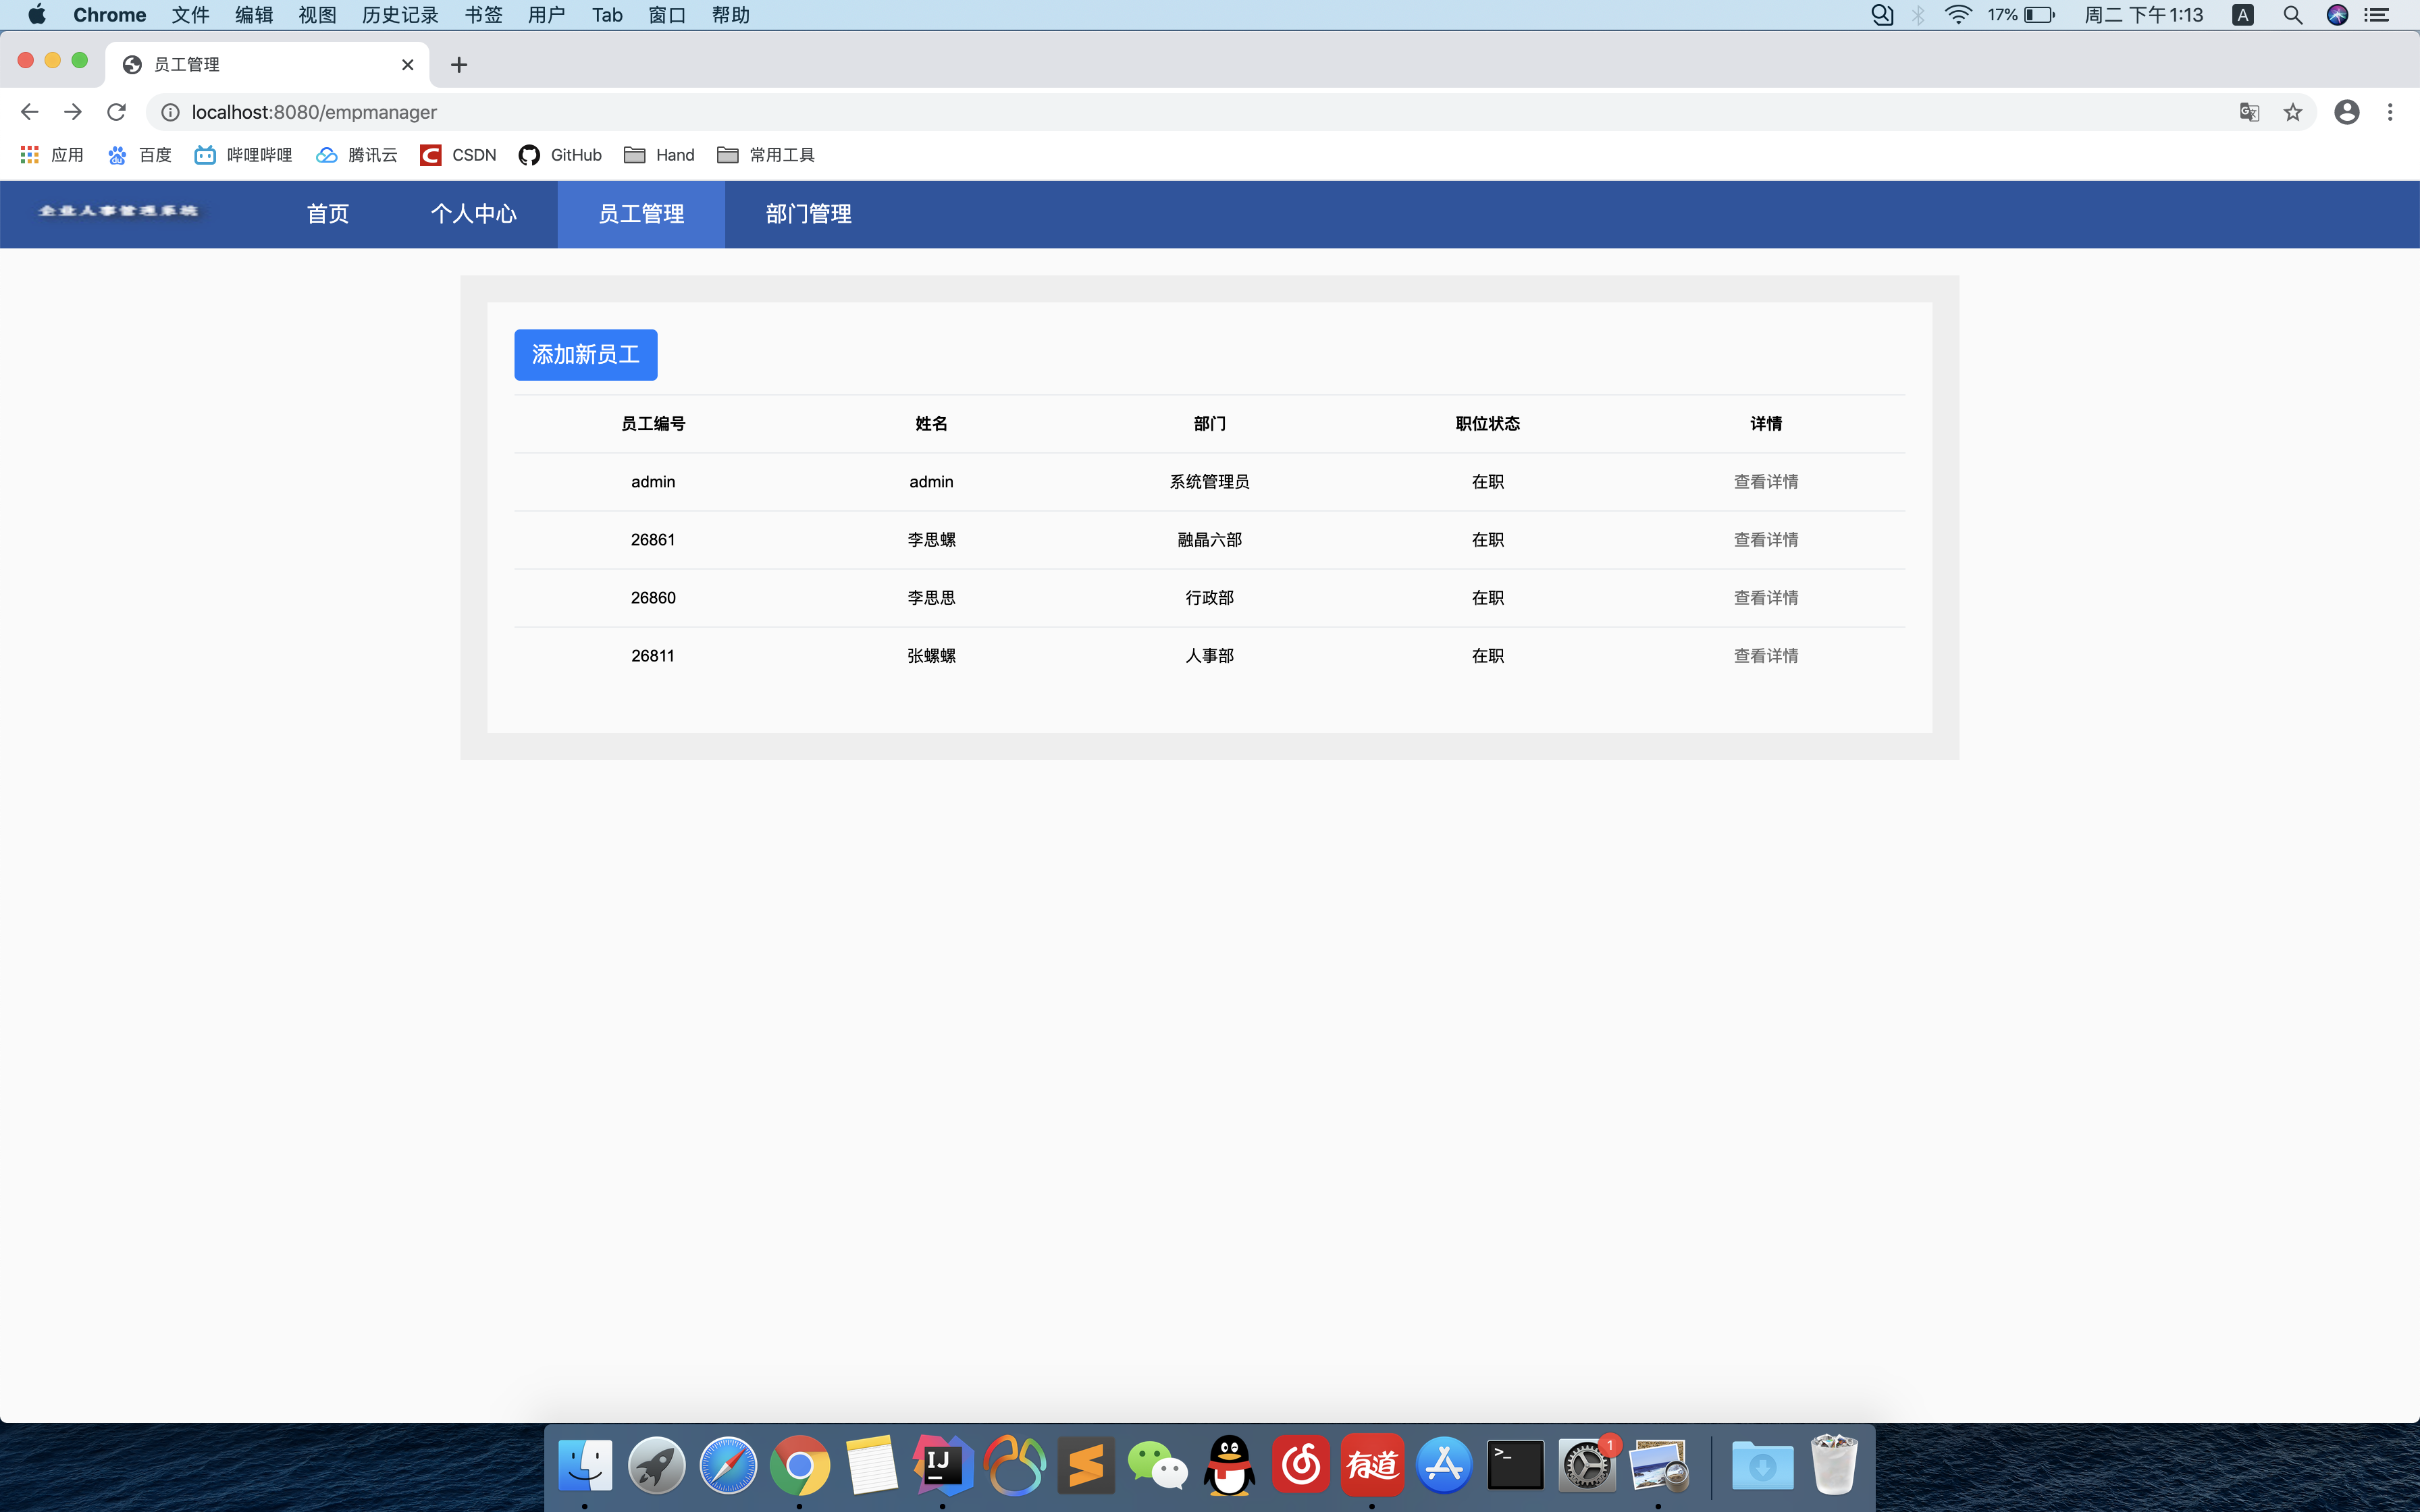 Chrome 文件 编辑 视图 历史记录 书签 用户 Tab 窗口 帮助 17% 周二 下午1:13 A
员工管理
localhost:8080/empmanager
应用 百度 哔哩哔哩 腾讯云 CSDN GitHub Hand 常用工具
企业人事管理系统 首页 个人中心 员工管理 部门管理
添加新员工
员工编号 姓名 部门 职位状态 详情
admin admin 系统管理员 在职 查看详情
26861 李思螺 融晶六部 在职 查看详情
26860 李思思 行政部 在职 查看详情
26811 张螺螺 人事部 在职 查看详情
IJ 有道 >_ 1